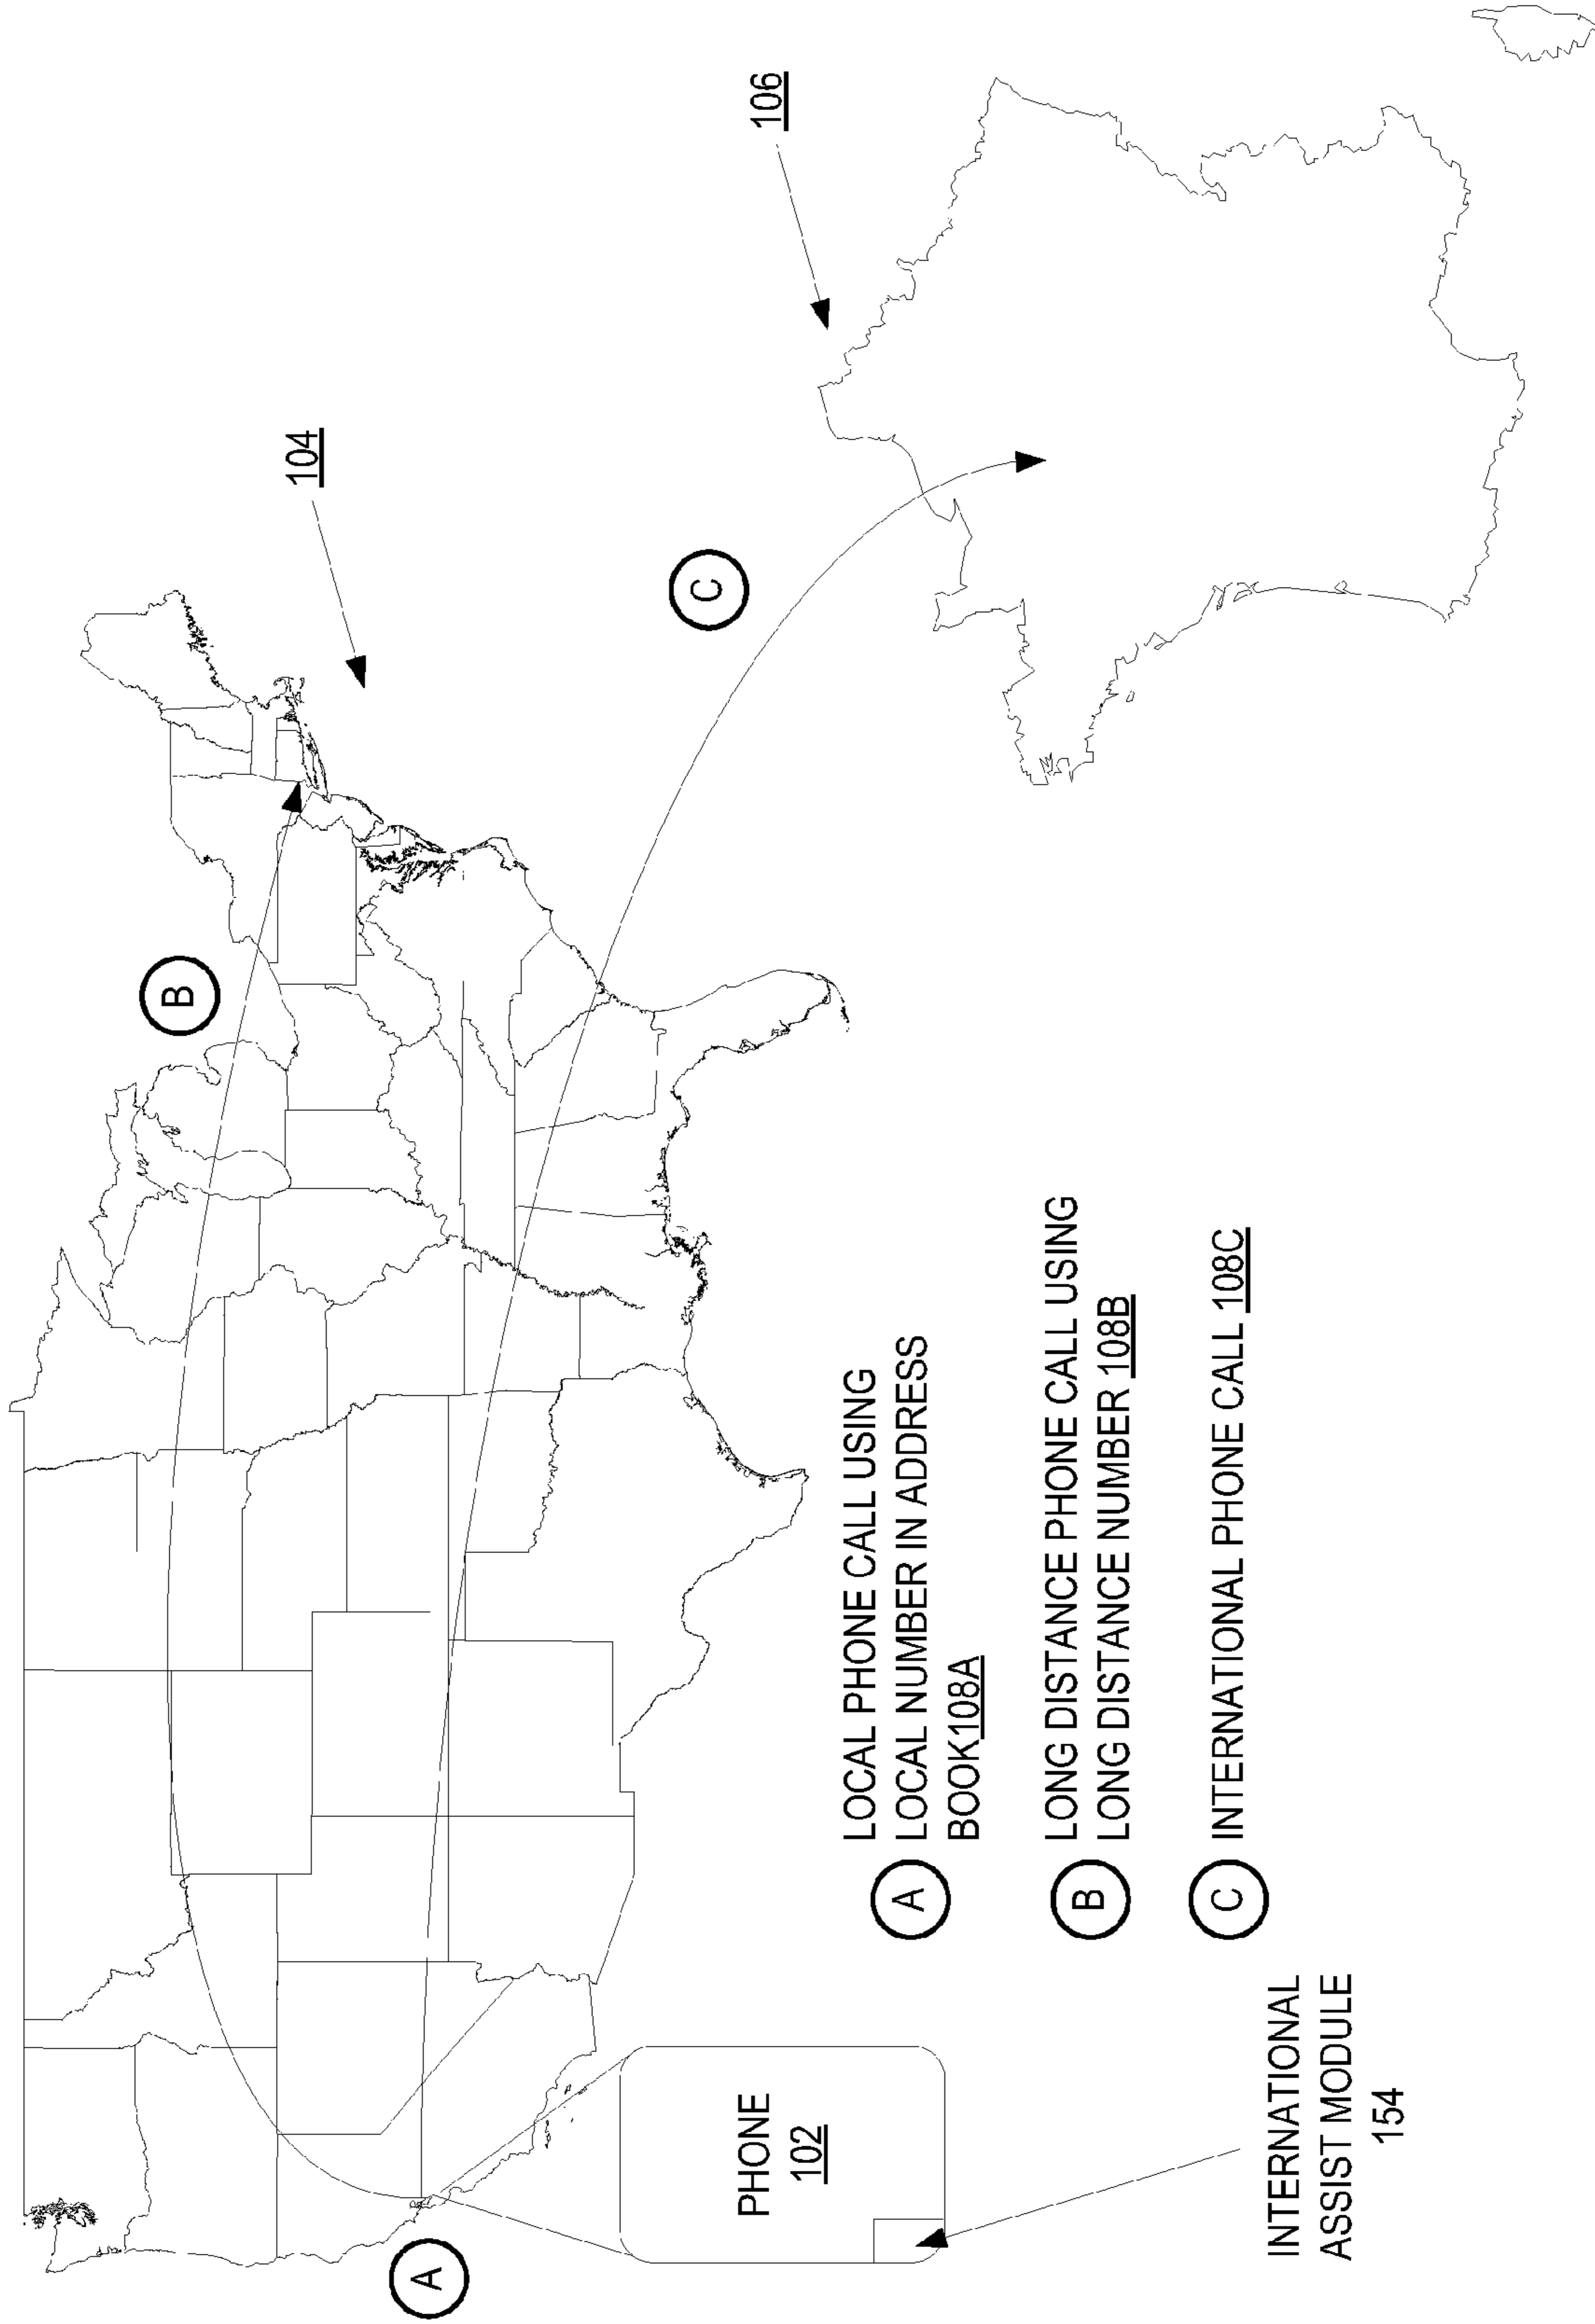 104
106
B
C
A
PHONE
102
INTERNATIONAL
ASSIST MODULE
154
A
LOCAL PHONE CALL USING
LOCAL NUMBER IN ADDRESS
BOOK108A
B
LONG DISTANCE PHONE CALL USING
LONG DISTANCE NUMBER 108B
C
INTERNATIONAL PHONE CALL 108C